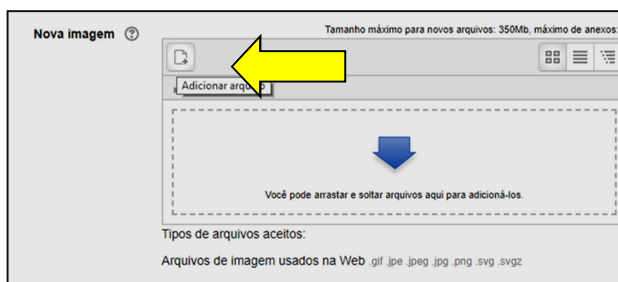 Nova imagem
Tamanho máximo para novos arquivos: 350Mb, máximo de anexos:
Adicionar
Você pode arrastar e soltar arquivos aqui para adicioná-los.
Tipos de arquivos aceitos:
Arquivos de imagem usados na Web .gif .jpe .jpeg .jpg .png .svg .svgz